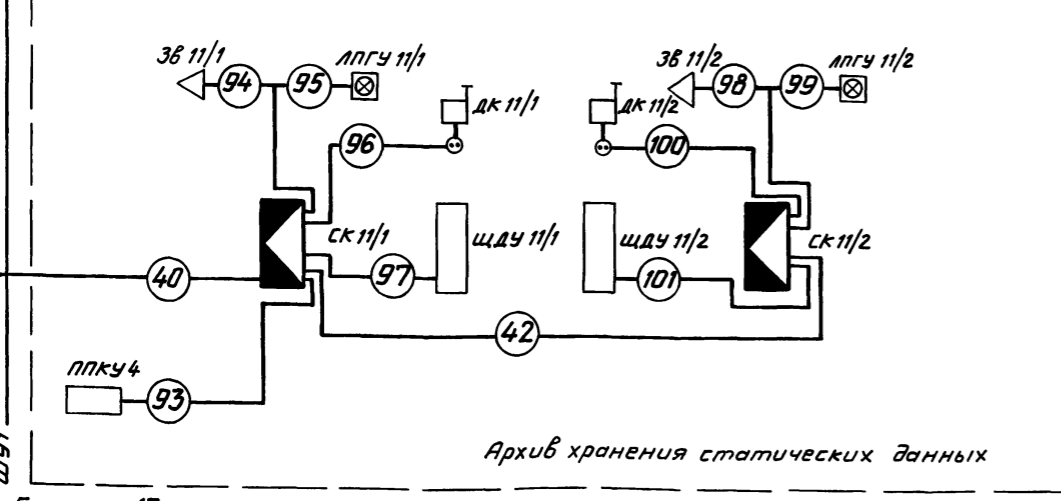 ЗВ 11/1
94
95
ЛПГУ 11/1
ДК 11/1
96
ЗВ 11/2
98
99
ЛПГУ 11/2
ДК 11/2
100
СК 11/1
ЩДУ 11/1
ЩДУ 11/2
СК 11/2
40
97
101
42
ППКУ 4
93
Архив хранения статических данных